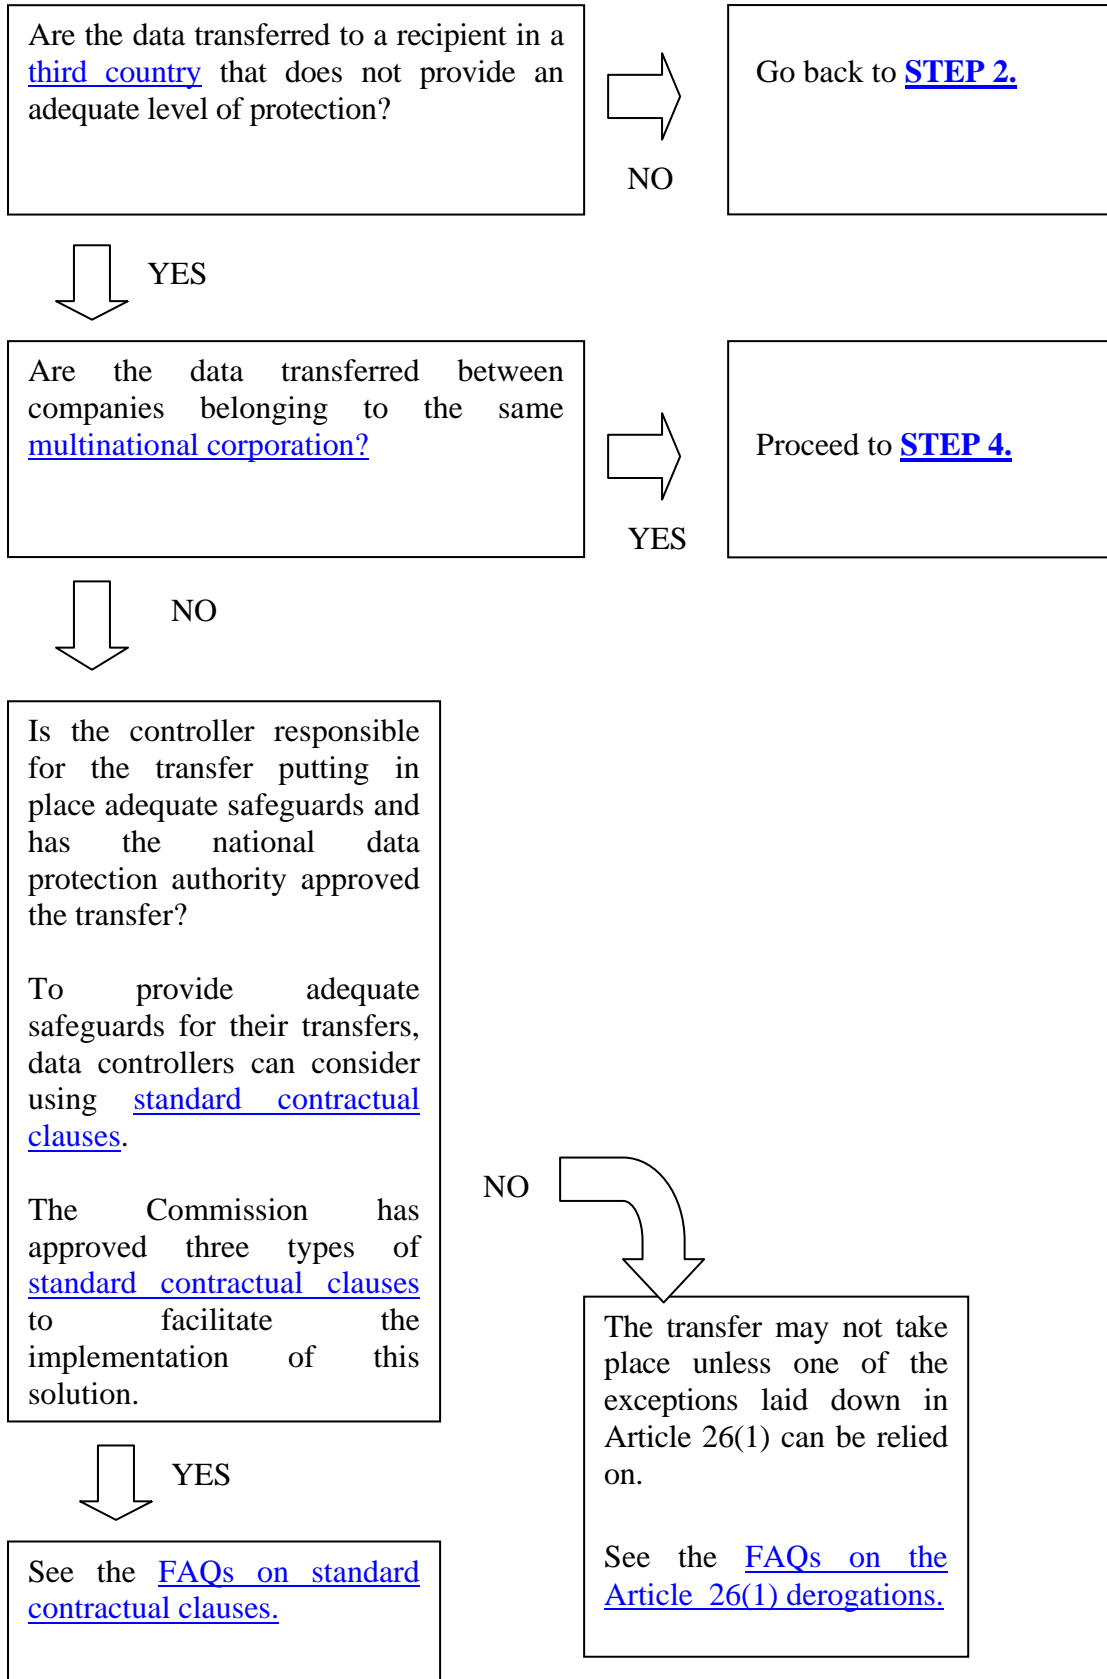 Are the data transferred to a recipient in a
third country that does not provide an
adequate level of protection?
Go back to STEP 2.
NO
YES
Are the data transferred between
companies belonging to the same
multinational corporation?
Proceed to STEP 4.
YES
NO
Is the controller responsible
for the transfer putting in
place adequate safeguards and
has the national data
protection authority approved
the transfer?
To provide adequate
safeguards for their transfers,
data controllers can consider
using standard contractual
clauses.
The Commission has
approved three types of
standard contractual clauses
to facilitate the
implementation of this
solution.
NO
The transfer may not take
place unless one of the
exceptions laid down in
Article 26(1) can be relied
on.
See the FAQs on the
Article 26(1) derogations.
YES
See the FAQs on standard
contractual clauses.